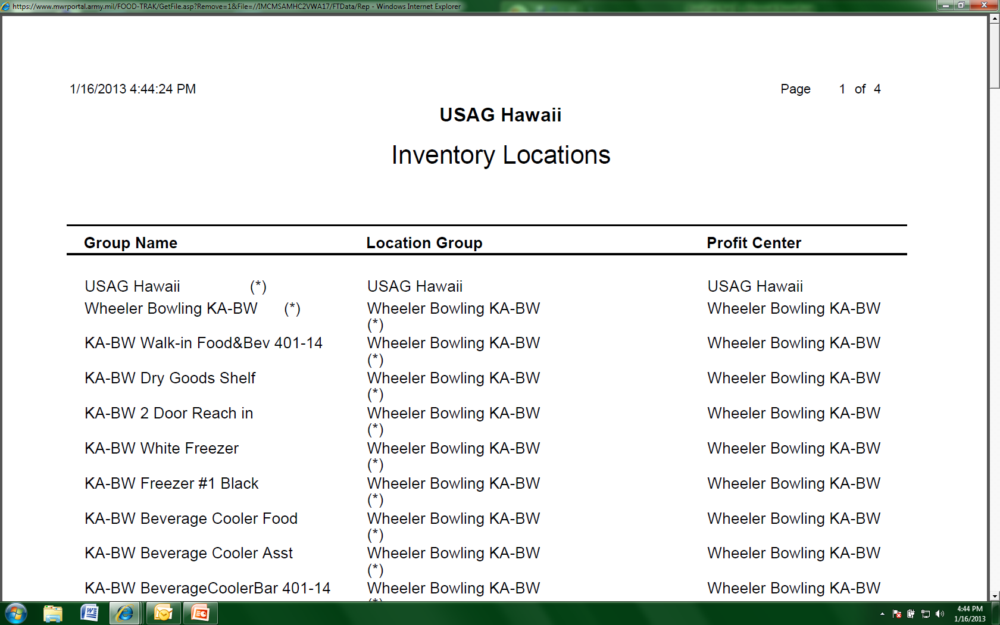 https://www.mwrportal.army.mil/FOOD-TRAK/GetFile.asp?Remove=1&File=//IMCMSAMHC2VWA17/FTData/Rep - Windows Internet Explorer
1/16/2013 4:44:24 PM Page 1 of 4
USAG Hawaii
Inventory Locations
Group Name Location Group Profit Center
USAG Hawaii (*) USAG Hawaii USAG Hawaii
Wheeler Bowling KA-BW (*) Wheeler Bowling KA-BW Wheeler Bowling KA-BW
(*)
KA-BW Walk-in Food&Bev 401-14 Wheeler Bowling KA-BW Wheeler Bowling KA-BW
(*)
KA-BW Dry Goods Shelf Wheeler Bowling KA-BW Wheeler Bowling KA-BW
(*)
KA-BW 2 Door Reach in Wheeler Bowling KA-BW Wheeler Bowling KA-BW
(*)
KA-BW White Freezer Wheeler Bowling KA-BW Wheeler Bowling KA-BW
(*)
KA-BW Freezer #1 Black Wheeler Bowling KA-BW Wheeler Bowling KA-BW
(*)
KA-BW Beverage Cooler Food Wheeler Bowling KA-BW Wheeler Bowling KA-BW
(*)
KA-BW Beverage Cooler Asst Wheeler Bowling KA-BW Wheeler Bowling KA-BW
(*)
KA-BW BeverageCoolerBar 401-14 Wheeler Bowling KA-BW Wheeler Bowling KA-BW
4:44 PM
1/16/2013